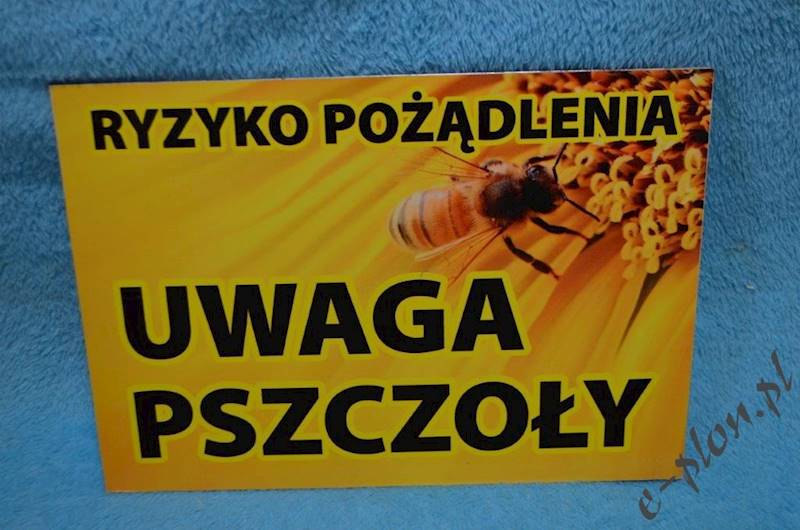 RYZYKO POŻĄDLENIA
UWAGA
PSZCZOŁY
e-plon.pl